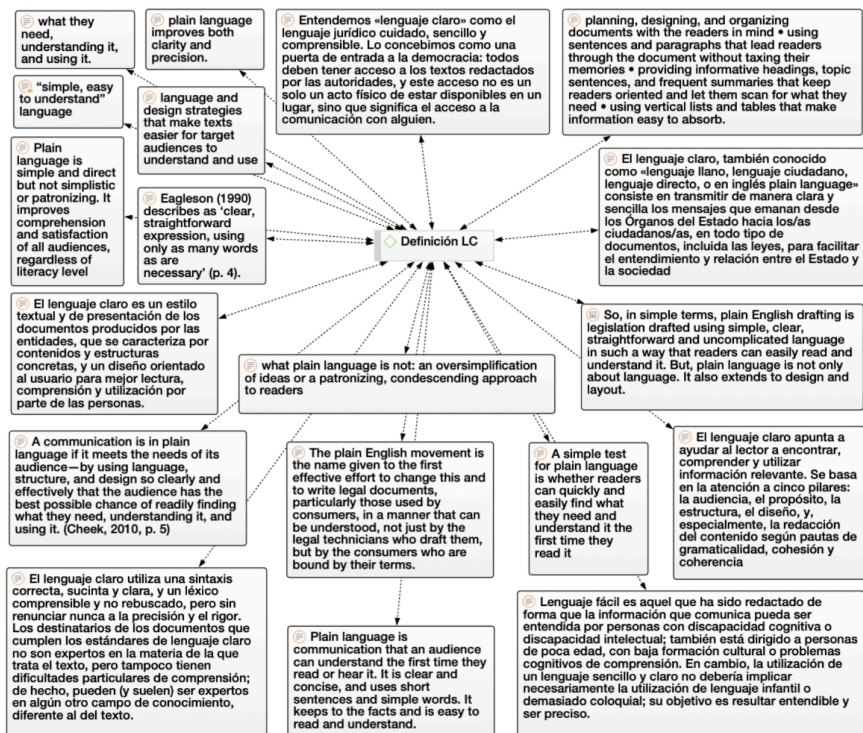 what they
need,
understanding it,
and using it.
plain language
improves both
clarity and
precision.
Entendemos «lenguaje claro» como el
lenguaje jurídico cuidado, sencillo y
comprensible. Lo concebimos como una
puerta de entrada a la democracia: todos
deben tener acceso a los textos redactados
por las autoridades, y este acceso no es un
solo un acto físico de estar disponibles en un
lugar, sino que significa el acceso a la
comunicación con alguien.
planning, designing, and organizing
documents with the readers in mind • using
sentences and paragraphs that lead readers
through the document without taxing their
memories • providing informative headings, topic
sentences, and frequent summaries that keep
readers oriented and let them scan for what they
need • using vertical lists and tables that make
information easy to absorb.
“simple, easy
to understand”
language
language and
design strategies
that make texts
easier for target
audiences to
understand and use
Plain
language is
simple and direct
but not simplistic
or patronizing. It
improves
comprehension
and satisfaction
of all audiences,
regardless of
literacy level
Eagleson (1990)
describes as ‘clear,
straightforward
expression, using
only as many words
as are
necessary’ (p. 4).
Definición LC
El lenguaje claro, también conocido
como «lenguaje llano, lenguaje ciudadano,
lenguaje directo, o en inglés plain language»
consiste en transmitir de manera clara y
sencilla los mensajes que emanan desde
los Órganos del Estado hacia los/as
ciudadanos/as, en todo tipo de
documentos, incluida las leyes, para facilitar
el entendimiento y relación entre el Estado y
la sociedad
El lenguaje claro es un estilo
textual y de presentación de los
documentos producidos por las
entidades, que se caracteriza por
contenidos y estructuras
concretas, y un diseño orientado
al usuario para mejor lectura,
comprensión y utilización por
parte de las personas.
what plain language is not: an oversimplification
of ideas or a patronizing, condescending approach
to readers
So, in simple terms, plain English drafting is
legislation drafted using simple, clear,
straightforward and uncomplicated language
in such a way that readers can easily read and
understand it. But, plain language is not only
about language. It also extends to design and
layout.
A communication is in plain
language if it meets the needs of its
audience—by using language,
structure, and design so clearly and
effectively that the audience has the
best possible chance of readily finding
what they need, understanding it, and
using it. (Cheek, 2010, p. 5)
The plain English movement is
the name given to the first
effective effort to change this and
to write legal documents,
particularly those used by
consumers, in a manner that can
be understood, not just by the
legal technicians who draft them,
but by the consumers who are
bound by their terms.
A simple test
for plain language
is whether readers
can quickly and
easily find what
they need and
understand it the
first time they
read it
El lenguaje claro apunta a
ayudar al lector a encontrar,
comprender y utilizar
información relevante. Se basa
en la atención a cinco pilares:
la audiencia, el propósito, la
estructura, el diseño, y,
especialmente, la redacción
del contenido según pautas de
gramaticalidad, cohesión y
coherencia
El lenguaje claro utiliza una sintaxis
correcta, sucinta y clara, y un léxico
comprensible y no rebuscado, pero sin
renunciar nunca a la precisión y el rigor.
Los destinatarios de los documentos que
cumplen los estándares de lenguaje claro
no son expertos en la materia de la que
trata el texto, pero tampoco tienen
dificultades particulares de comprensión;
de hecho, pueden (y suelen) ser expertos
en algún otro campo de conocimiento,
diferente al del texto.
Plain language is
communication that an audience
can understand the first time they
read or hear it. It is clear and
concise, and uses short
sentences and simple words. It
keeps to the facts and is easy to
read and understand.
Lenguaje fácil es aquel que ha sido redactado de
forma que la información que comunica pueda ser
entendida por personas con discapacidad cognitiva o
discapacidad intelectual; también está dirigido a personas
de poca edad, con baja formación cultural o problemas
cognitivos de comprensión. En cambio, la utilización de
un lenguaje sencillo y claro no debería implicar
necesariamente la utilización de lenguaje infantil o
demasiado coloquial; su objetivo es resultar entendible y
ser preciso.